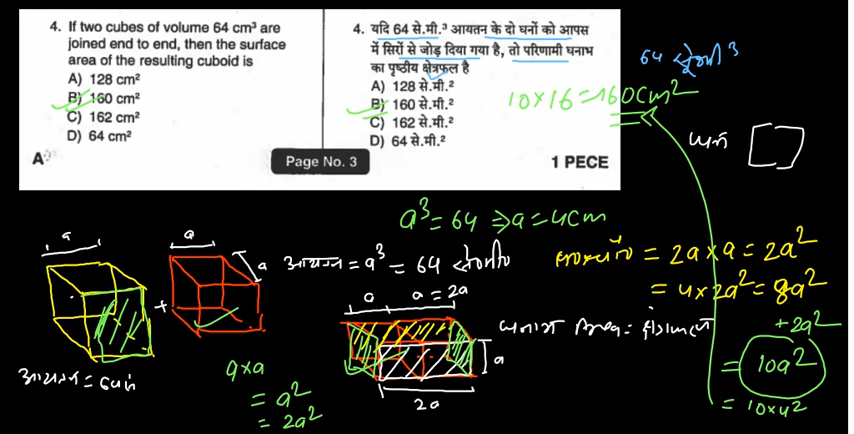 4. If two cubes of volume 64 cm³ are
joined end to end, then the surface
area of the resulting cuboid is
A) 128 cm²
B) 160 cm²
C) 162 cm²
D) 64 cm²
A
4. यदि 64 से.मी.³ आयतन के दो घनों को आपस
में सिरों से जोड़ दिया गया है, तो परिणामी घनाभ
का पृष्ठीय क्षेत्रफल है
A) 128 से.मी.²
B) 160 से.मी.²
C) 162 से.मी.²
D) 64 से.मी.²
Page No. 3
1 PECE
64 सेमी³
10×16=160cm²
घन
a³=64 ⇒a=4cm
a
a
a
+
आयतन = a³ = 64 सेमी
= 2a×a=2a²
= 4×2a²=8a²
+2a²
= 10a²
= 10×4²
a
a = 2a
a
2a
Area =
आयतन =
a×a
= a²
= 2a²